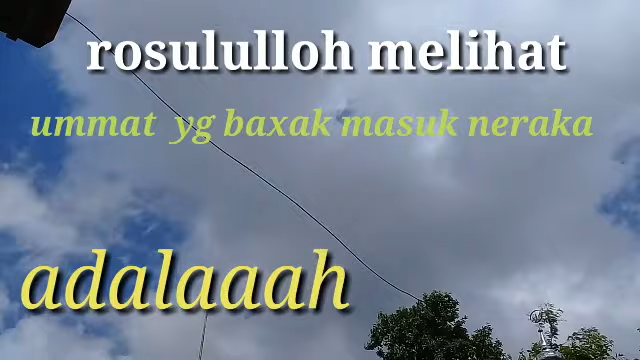 rosululloh melihat
ummat yg baxak masuk neraka
adalaaah